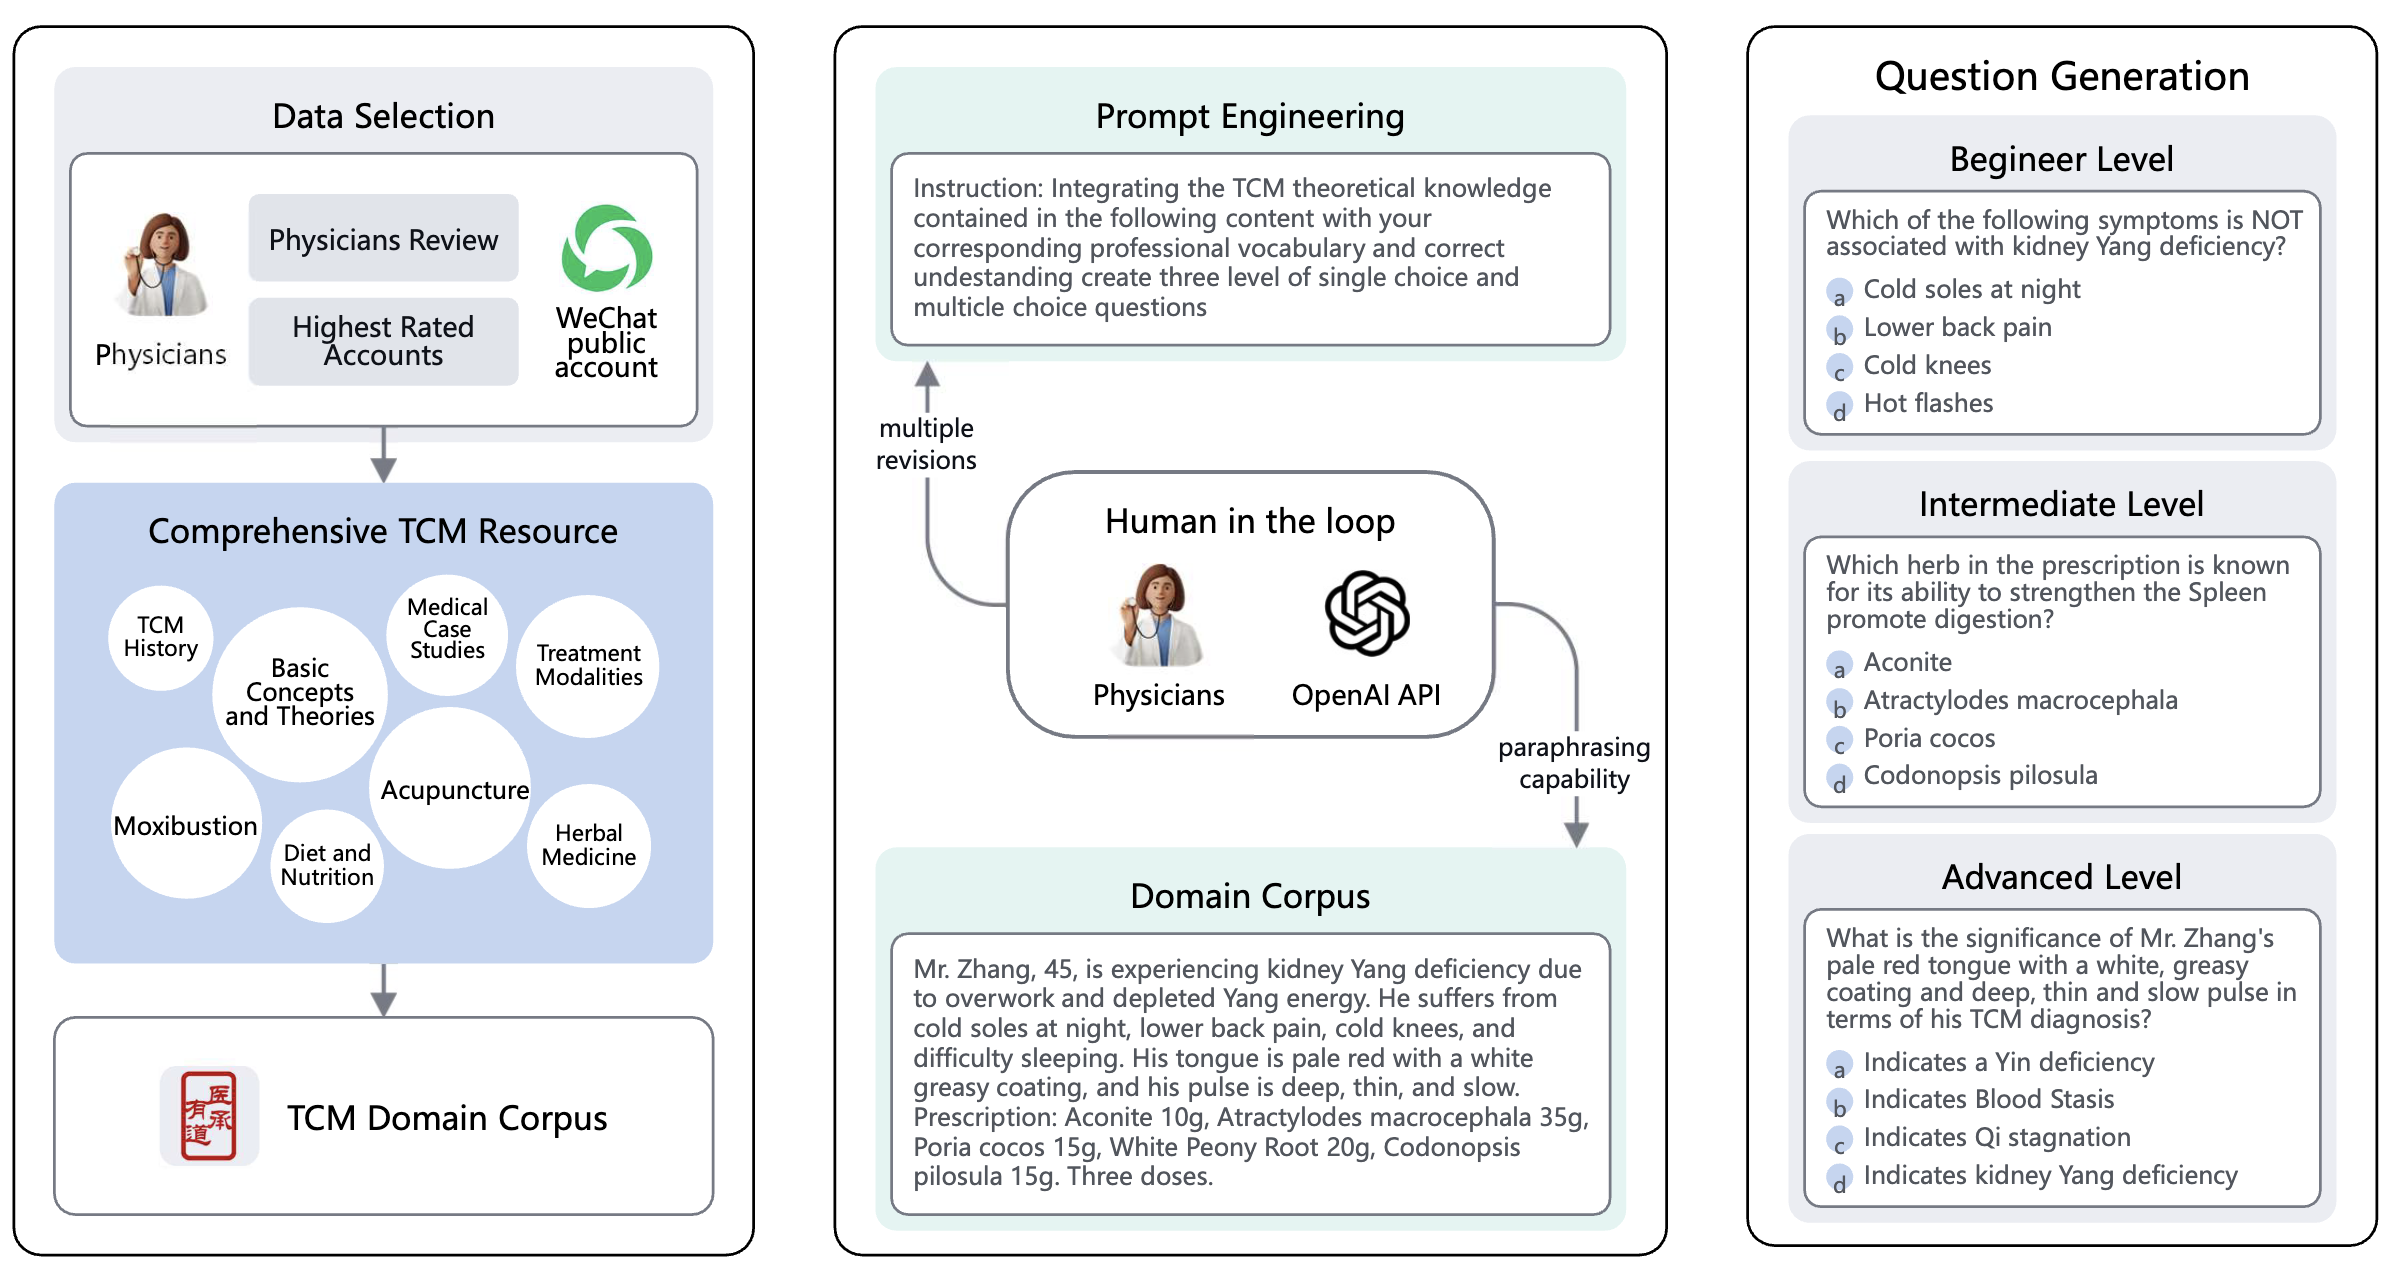 Data Selection
Physicians
Physicians Review
Highest Rated
Accounts
WeChat
public
account
Comprehensive TCM Resource
TCM
History
Basic
Concepts
and Theories
Medical
Case
Studies
Treatment
Modalities
Moxibustion
Diet and
Nutrition
Acupuncture
Herbal
Medicine
医承
有道
TCM Domain Corpus
Prompt Engineering
Instruction: Integrating the TCM theoretical knowledge
contained in the following content with your
corresponding professional vocabulary and correct
undestanding create three level of single choice and
multicle choice questions
multiple
revisions
Human in the loop
Physicians
OpenAI API
paraphrasing
capability
Domain Corpus
Mr. Zhang, 45, is experiencing kidney Yang deficiency due
to overwork and depleted Yang energy. He suffers from
cold soles at night, lower back pain, cold knees, and
difficulty sleeping. His tongue is pale red with a white
greasy coating, and his pulse is deep, thin, and slow.
Prescription: Aconite 10g, Atractylodes macrocephala 35g,
Poria cocos 15g, White Peony Root 20g, Codonopsis
pilosula 15g. Three doses.
Question Generation
Begineer Level
Which of the following symptoms is NOT
associated with kidney Yang deficiency?
a Cold soles at night
b Lower back pain
c Cold knees
d Hot flashes
Intermediate Level
Which herb in the prescription is known
for its ability to strengthen the Spleen
promote digestion?
a Aconite
b Atractylodes macrocephala
c Poria cocos
d Codonopsis pilosula
Advanced Level
What is the significance of Mr. Zhang's
pale red tongue with a white, greasy
coating and deep, thin and slow pulse in
terms of his TCM diagnosis?
a Indicates a Yin deficiency
b Indicates Blood Stasis
c Indicates Qi stagnation
d Indicates kidney Yang deficiency